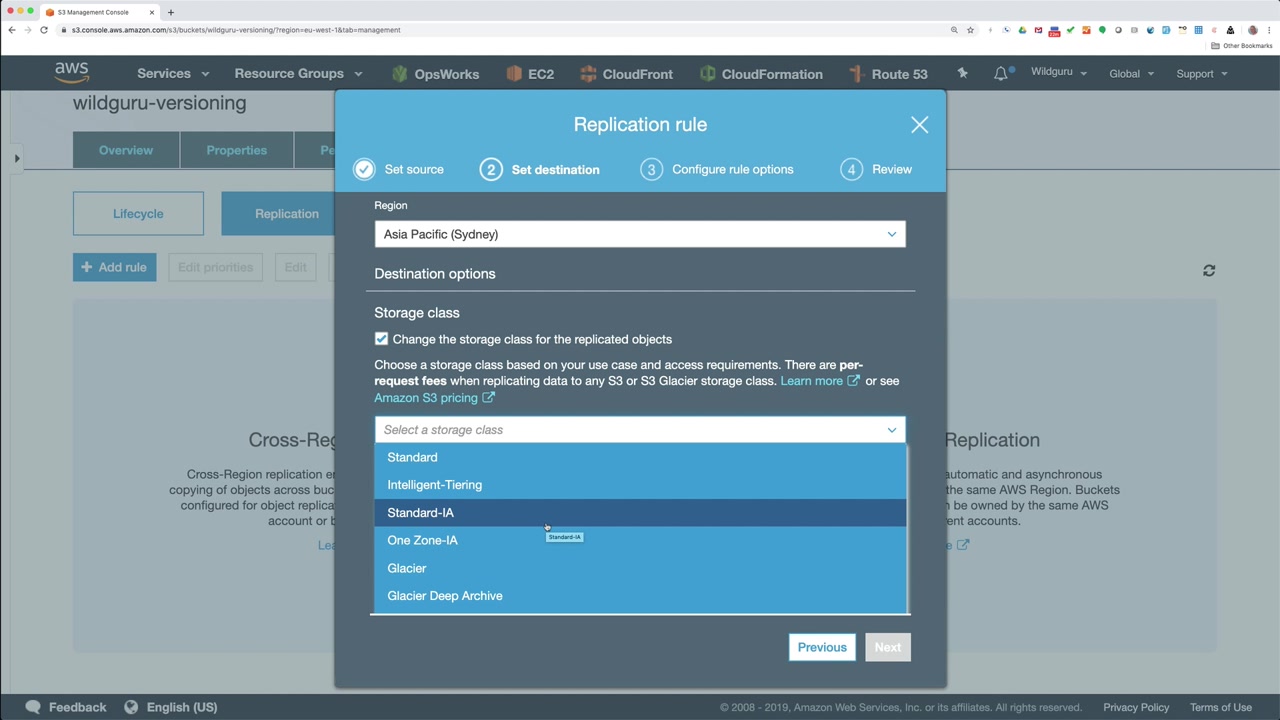 S3 Management Console
s3.console.aws.amazon.com/s3/buckets/wildguru-versioning/?region=eu-west-1&tab=management
Other Bookmarks
aws
Services
Resource Groups
OpsWorks
EC2
CloudFront
CloudFormation
Route 53
Wildguru
Global
Support
wildguru-versioning
Overview
Properties
Pe
Lifecycle
Replication
+ Add rule
Edit priorities
Edit
Replication rule
Set source
2 Set destination
3 Configure rule options
4 Review
Region
Asia Pacific (Sydney)
Destination options
Storage class
Change the storage class for the replicated objects
Choose a storage class based on your use case and access requirements. There are per-
request fees when replicating data to any S3 or S3 Glacier storage class. Learn more or see
Amazon S3 pricing
Select a storage class
Standard
Intelligent-Tiering
Standard-IA
Standard-IA
One Zone-IA
Glacier
Glacier Deep Archive
Previous
Next
Cross-Reg
Cross-Region replication en
copying of objects across buc
configured for object replica
account or b
Lea
Replication
automatic and asynchronous
the same AWS Region. Buckets
be owned by the same AWS
ent accounts.
e
Feedback
English (US)
© 2008 - 2019, Amazon Web Services, Inc. or its affiliates. All rights reserved.
Privacy Policy
Terms of Use